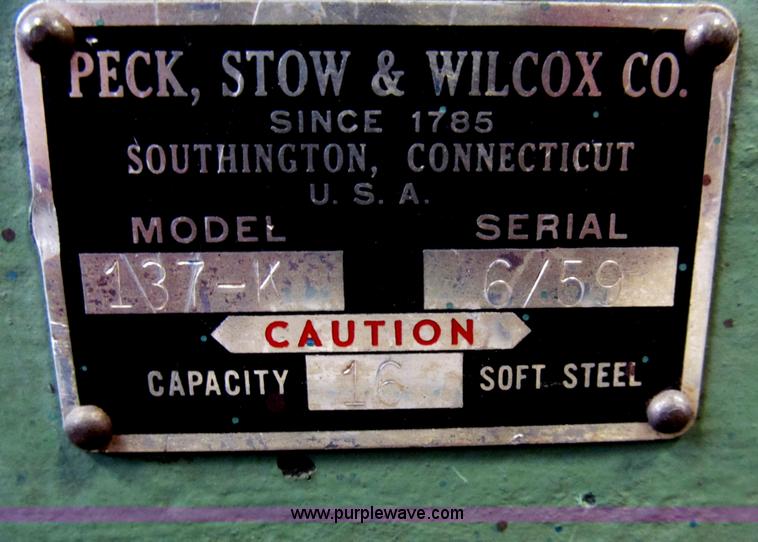 PECK, STOW & WILCOX CO.
SINCE 1785
SOUTHINGTON, CONNECTICUT
U. S. A.
MODEL SERIAL
137-K 6/59
CAUTION
CAPACITY 16 SOFT STEEL
www.purplewave.com